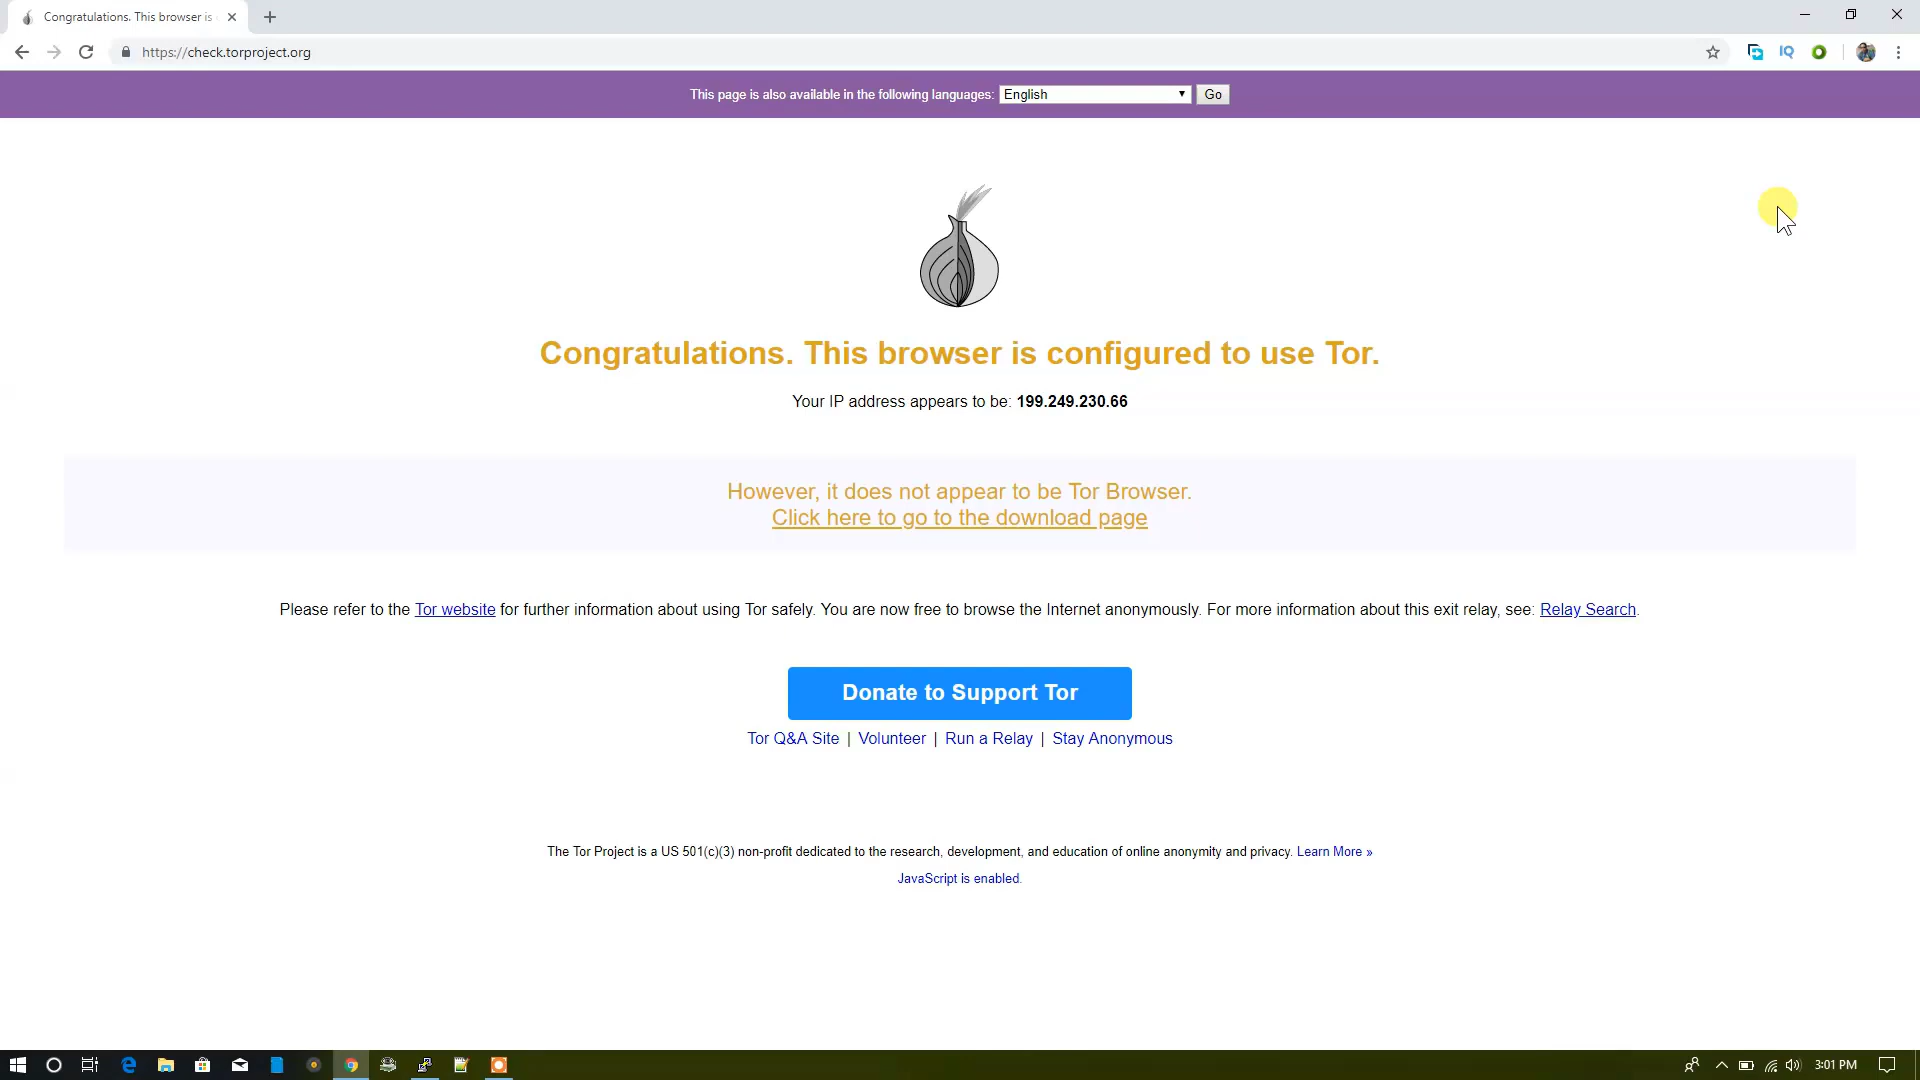 Congratulations. This browser is
https://check.torproject.org
IQ
This page is also available in the following languages: English Go
Congratulations. This browser is configured to use Tor.
Your IP address appears to be: 199.249.230.66
However, it does not appear to be Tor Browser.
Click here to go to the download page
Please refer to the Tor website for further information about using Tor safely. You are now free to browse the Internet anonymously. For more information about this exit relay, see: Relay Search.
Donate to Support Tor
Tor Q&A Site | Volunteer | Run a Relay | Stay Anonymous
The Tor Project is a US 501(c)(3) non-profit dedicated to the research, development, and education of online anonymity and privacy. Learn More »
JavaScript is enabled.
3:01 PM